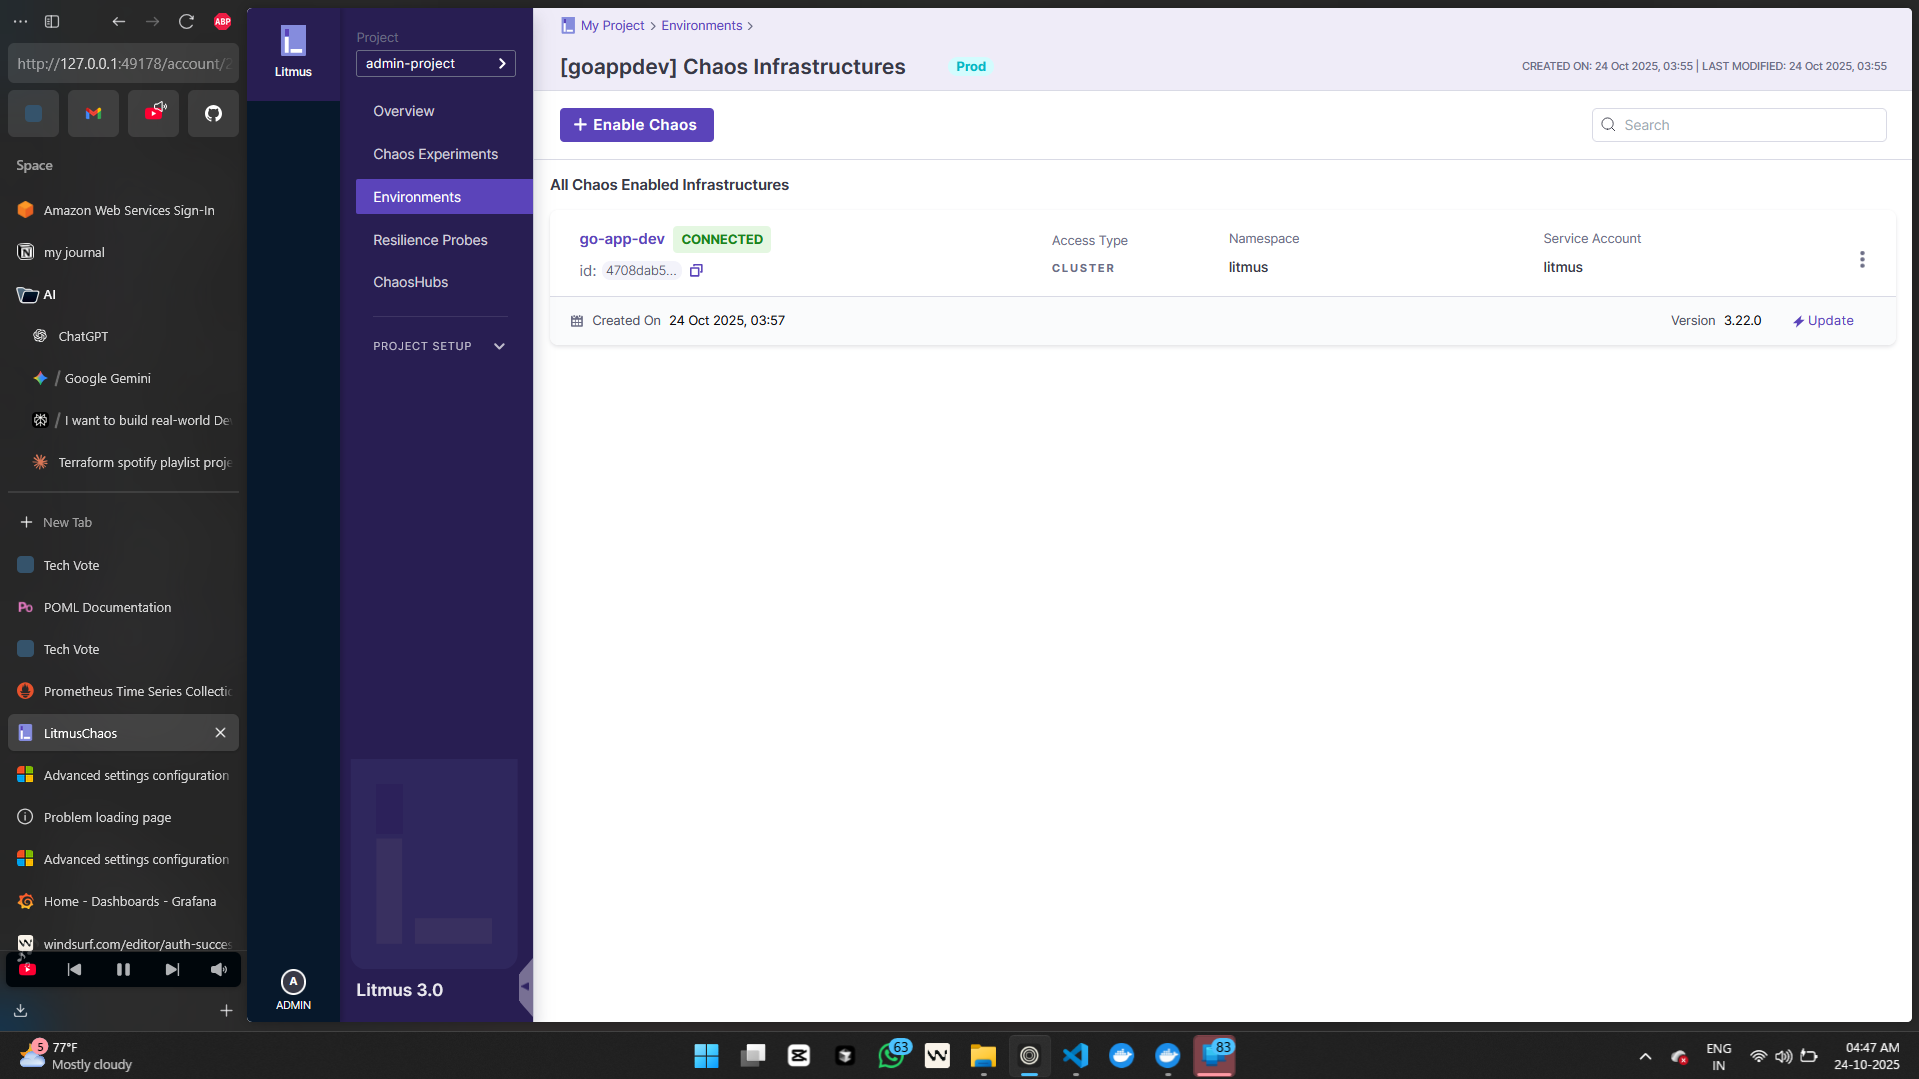 ABP
http://127.0.0.1:49178/account/2
Space
Amazon Web Services Sign-In
my journal
AI
ChatGPT
/ Google Gemini
/ I want to build real-world De
Terraform spotify playlist proje
New Tab
Tech Vote
Po POML Documentation
Tech Vote
Prometheus Time Series Collectio
LitmusChaos
Advanced settings configuration
Problem loading page
Advanced settings configuration
Home - Dashboards - Grafana
windsurf.com/editor/auth-succes
Litmus
A
ADMIN
Project
admin-project
Overview
Chaos Experiments
Environments
Resilience Probes
ChaosHubs
PROJECT SETUP
Litmus 3.0
My Project > Environments >
[goappdev] Chaos Infrastructures Prod
CREATED ON: 24 Oct 2025, 03:55 | LAST MODIFIED: 24 Oct 2025, 03:55
+ Enable Chaos
Search
All Chaos Enabled Infrastructures
go-app-dev CONNECTED
id: 4708dab5...
Access Type
CLUSTER
Namespace
litmus
Service Account
litmus
Created On 24 Oct 2025, 03:57
Version 3.22.0 Update
5
77°F
Mostly cloudy
63
83
ENG
IN
04:47 AM
24-10-2025